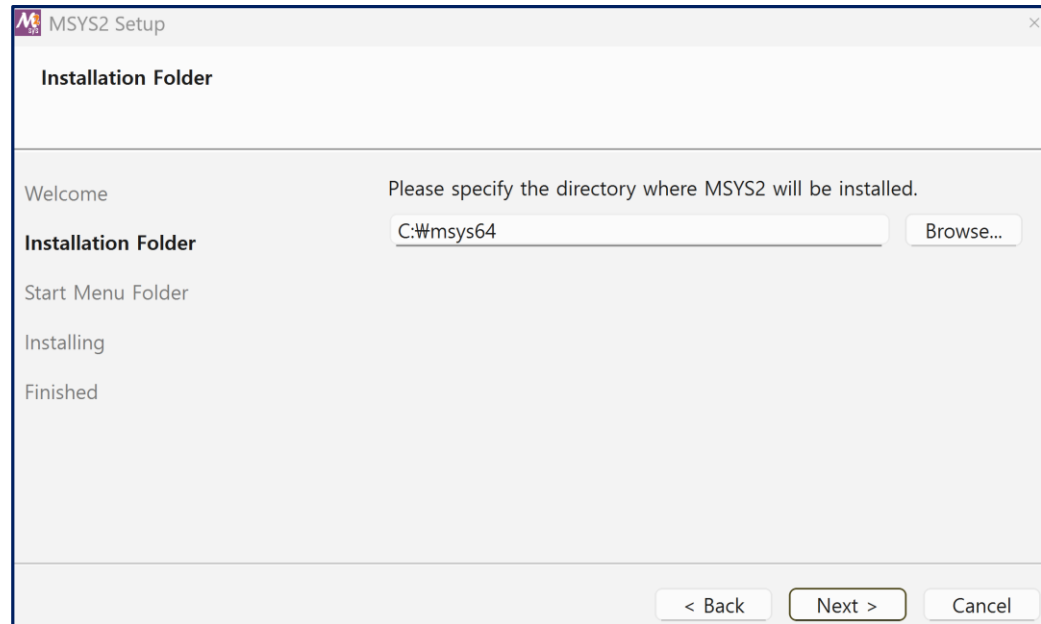 MSYS2 Setup
Installation Folder
Welcome
Installation Folder
Start Menu Folder
Installing
Finished
Please specify the directory where MSYS2 will be installed.
C:₩msys64
Browse...
< Back
Next >
Cancel